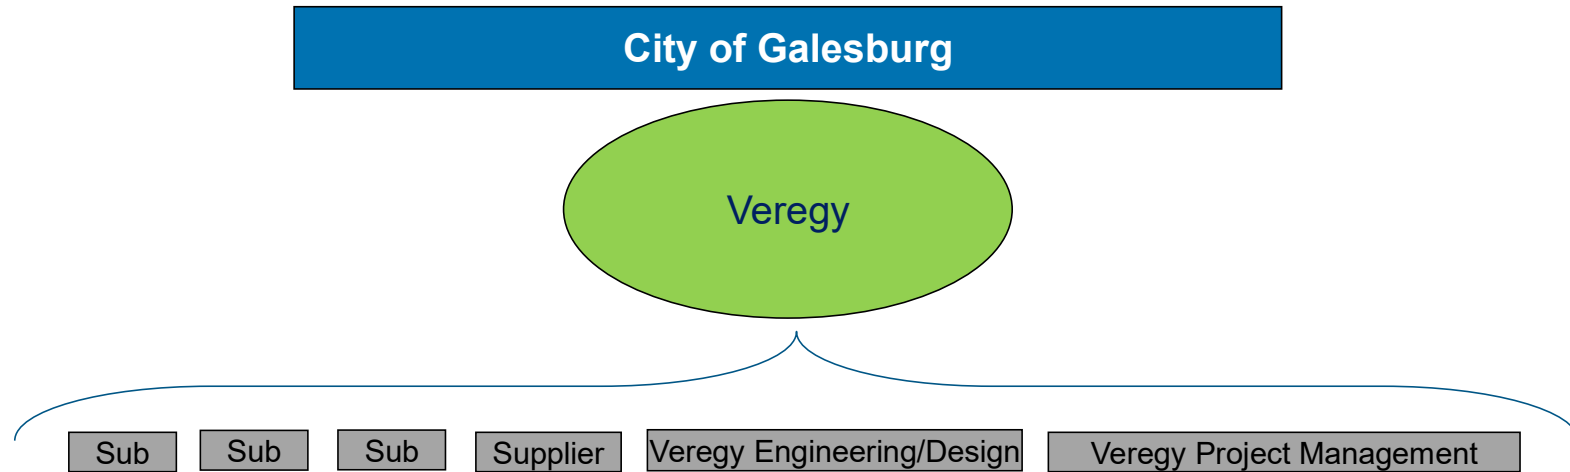 City of Galesburg
Veregy
Sub
Sub
Sub
Supplier
Veregy Engineering/Design
Veregy Project Management